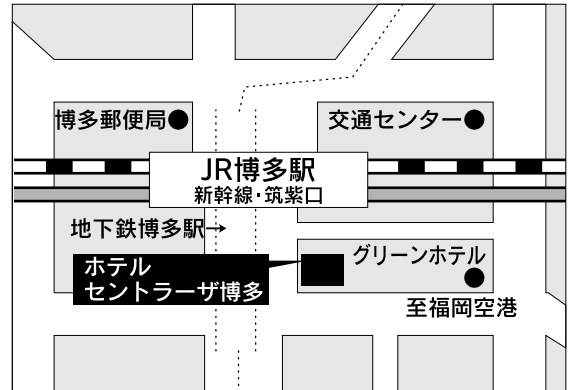 博多郵便局●
交通センター●
JR博多駅
新幹線・筑紫口
地下鉄博多駅→
ホテル
セントラーザ博多
グリーンホテル
●
至福岡空港